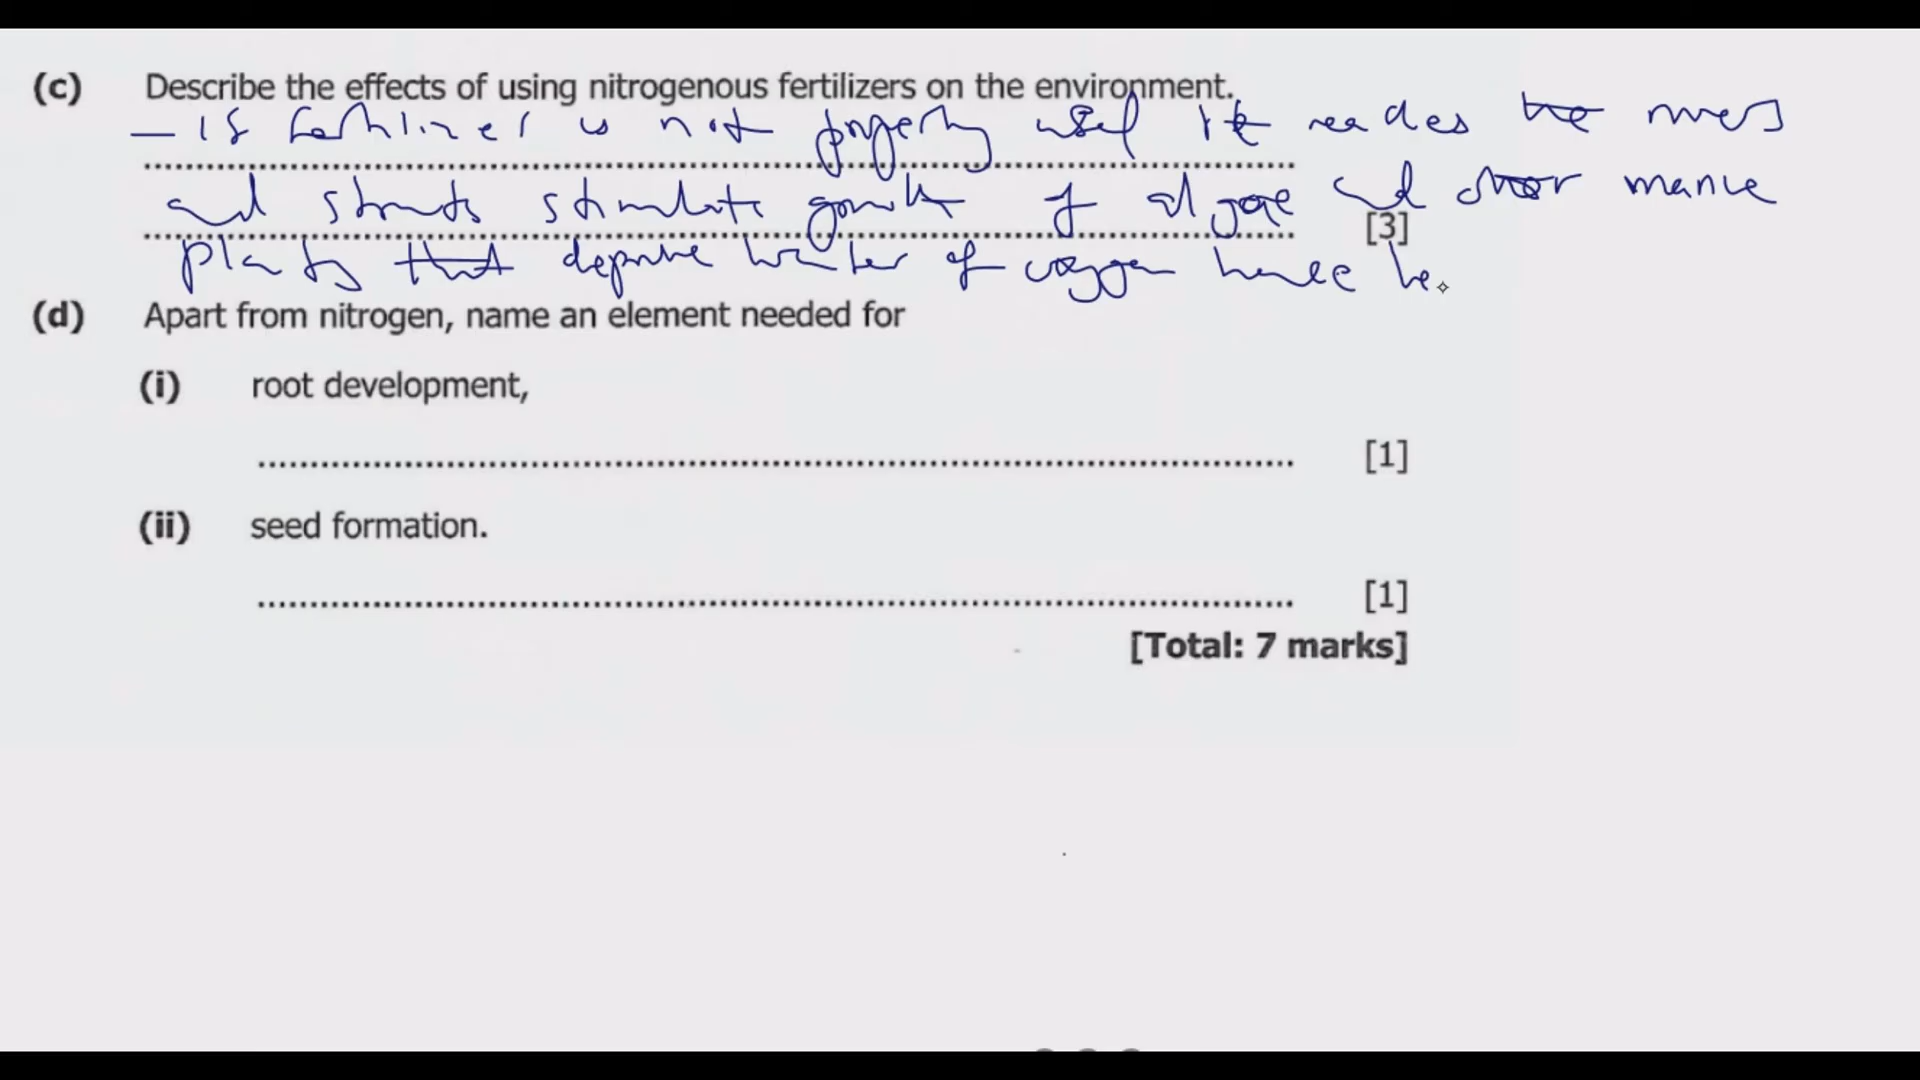 (c) Describe the effects of using nitrogenous fertilizers on the environment.
— If fertilizer is not properly used it reaches the rivers
and starts stimulate growth of algae and other marine
[3]
plants that deprive water of oxygen hence he
(d) Apart from nitrogen, name an element needed for
(i) root development,
[1]
(ii) seed formation.
[1]
[Total: 7 marks]